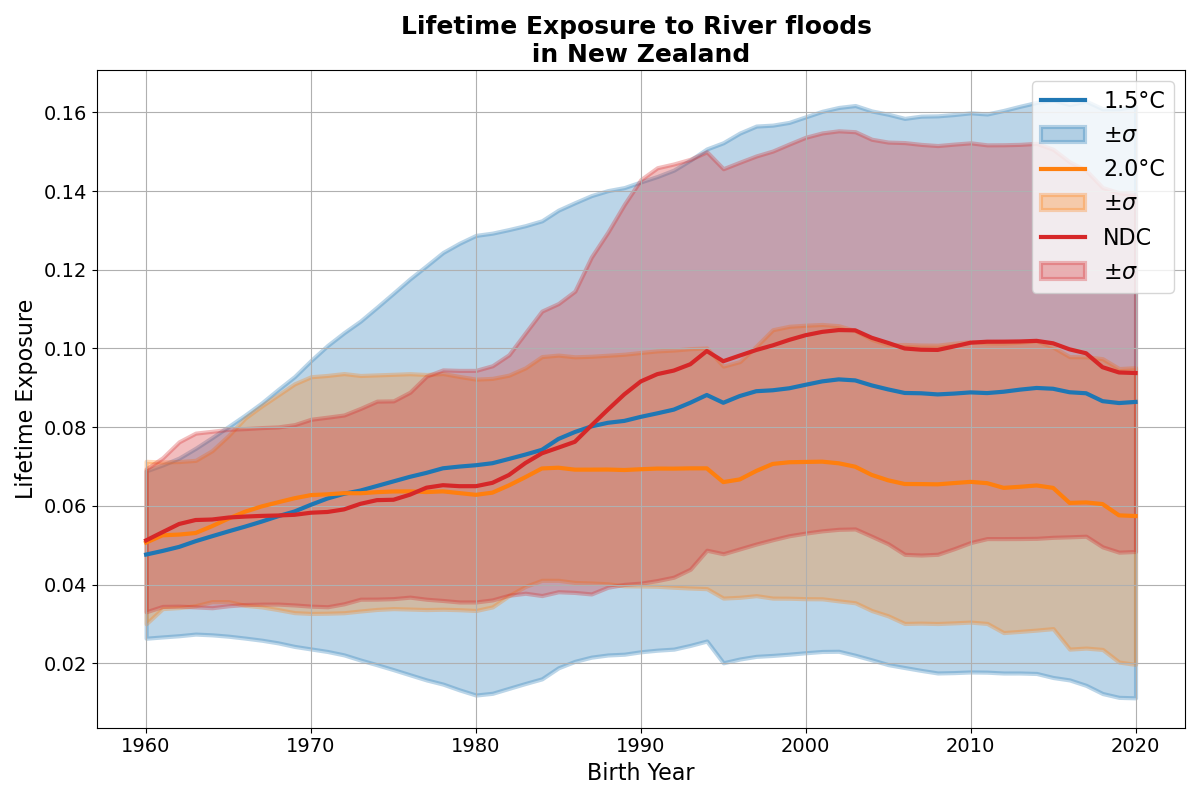 Lifetime Exposure to River floods
in New Zealand
Lifetime Exposure
0.16
0.14
0.12
0.10
0.08
0.06
0.04
0.02
1960 1970 1980 1990 2000 2010 2020
Birth Year
1.5°C
±σ
2.0°C
±σ
NDC
±σ